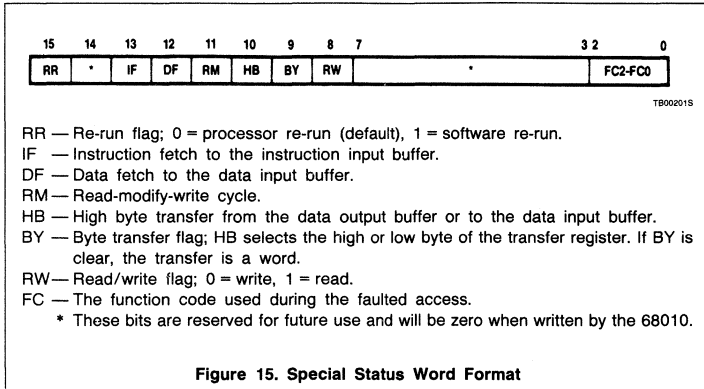 15 14 13 12 11 10 9 8 7 3 2 0
RR * IF DF RM HB BY RW * FC2-FC0
TB00201S
RR — Re-run flag; 0 = processor re-run (default), 1 = software re-run.
IF — Instruction fetch to the instruction input buffer.
DF — Data fetch to the data input buffer.
RM — Read-modify-write cycle.
HB — High byte transfer from the data output buffer or to the data input buffer.
BY — Byte transfer flag; HB selects the high or low byte of the transfer register. If BY is
clear, the transfer is a word.
RW — Read/write flag; 0 = write, 1 = read.
FC — The function code used during the faulted access.
* These bits are reserved for future use and will be zero when written by the 68010.
Figure 15. Special Status Word Format